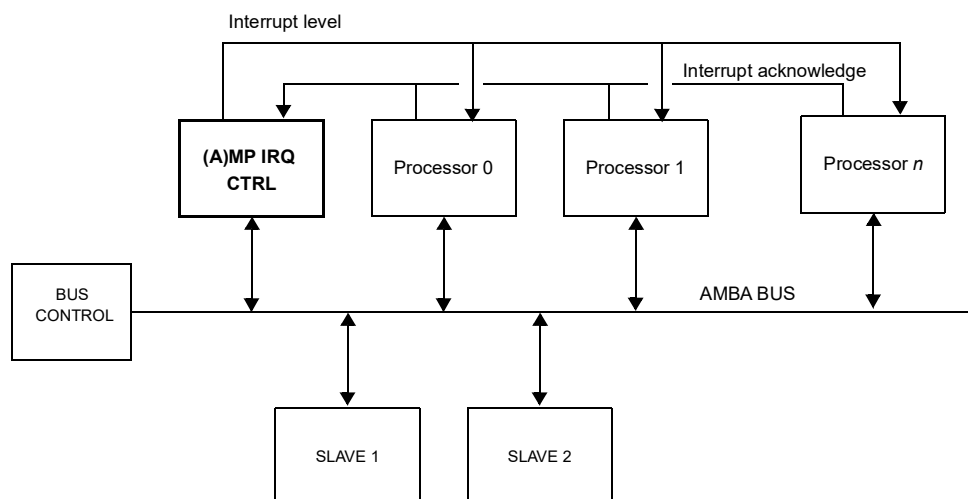 Interrupt level
Interrupt acknowledge
(A)MP IRQ
CTRL
Processor 0
Processor 1
Processor n
BUS
CONTROL
AMBA BUS
SLAVE 1
SLAVE 2